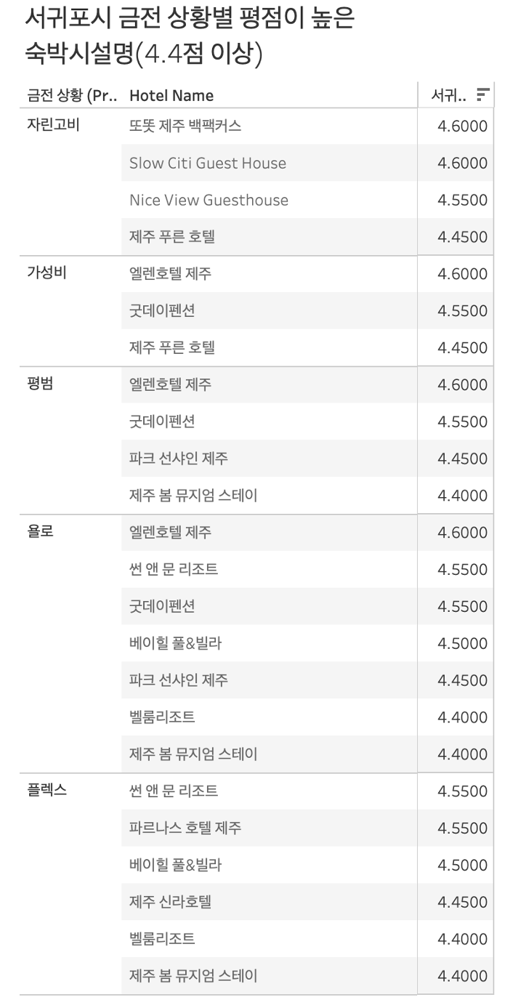 서귀포시 금전 상황별 평점이 높은
숙박시설명(4.4점 이상)
금전 상황 (Pr.. Hotel Name 서귀..
자린고비 또똣 제주 백팩커스 4.6000
Slow Citi Guest House 4.6000
Nice View Guesthouse 4.5500
제주 푸른 호텔 4.4500
가성비 엘렌호텔 제주 4.6000
굿데이펜션 4.5500
제주 푸른 호텔 4.4500
평범 엘렌호텔 제주 4.6000
굿데이펜션 4.5500
파크 선샤인 제주 4.4500
제주 봄 뮤지엄 스테이 4.4000
욜로 엘렌호텔 제주 4.6000
썬 앤 문 리조트 4.5500
굿데이펜션 4.5500
베이힐 풀&빌라 4.5000
파크 선샤인 제주 4.4500
벨룸리조트 4.4000
제주 봄 뮤지엄 스테이 4.4000
플렉스 썬 앤 문 리조트 4.5500
파르나스 호텔 제주 4.5500
베이힐 풀&빌라 4.5000
제주 신라호텔 4.4500
벨룸리조트 4.4000
제주 봄 뮤지엄 스테이 4.4000